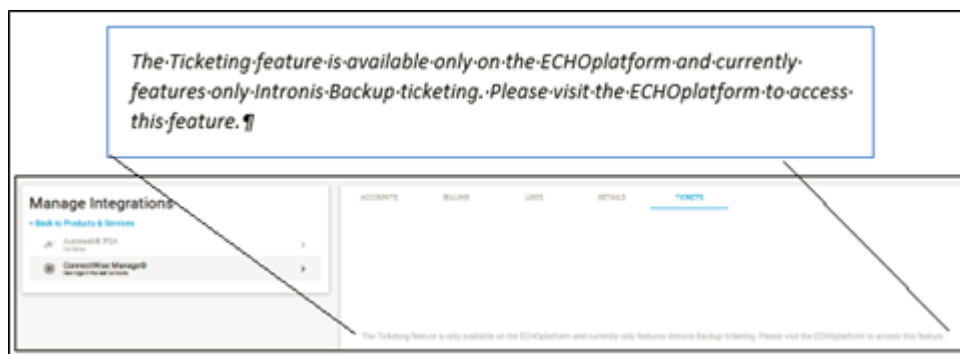 The·Ticketing·feature·is·available·only·on·the·ECHOplatform·and·currently·
features·only·Intronis·Backup·ticketing.·Please·visit·the·ECHOplatform·to·access·
this·feature.¶
Manage Integrations
< Back to Products & Services
Autotask® PSA
ConnectWise Manage®
ACCOUNTS BILLING LOGS DETAILS TICKETS
The Ticketing feature is only available on the ECHOplatform and currently only features Intronis Backup ticketing. Please visit the ECHOplatform to access this feature